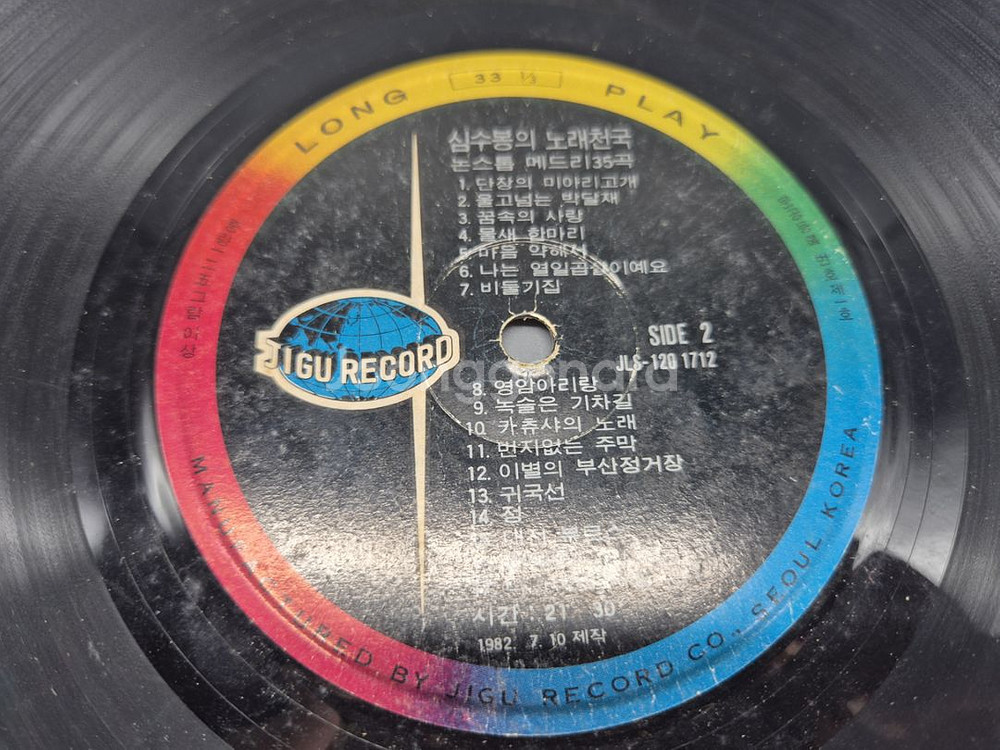 LONG PLAY
33 1/3
심수봉의 노래천국
논스톱 메드리35곡
1. 단장의 미아리고개
2. 울고넘는 박달재
3. 꿈속의 사랑
4. 물새 한마리
5. 마음 약해서
6. 나는 열일곱살이예요
7. 비둘기집
SIDE 2
JLS-120 1712
JIGU RECORD
8. 영암아리랑
9. 녹슬은 기차길
10. 카츄샤의 노래
11. 번지없는 주막
12. 이별의 부산정거장
13. 귀국선
14. 점
시간 : 21 30
1982. 7. 10 제작
MANUFACTURED BY JIGU RECORD CO., SEOUL KOREA